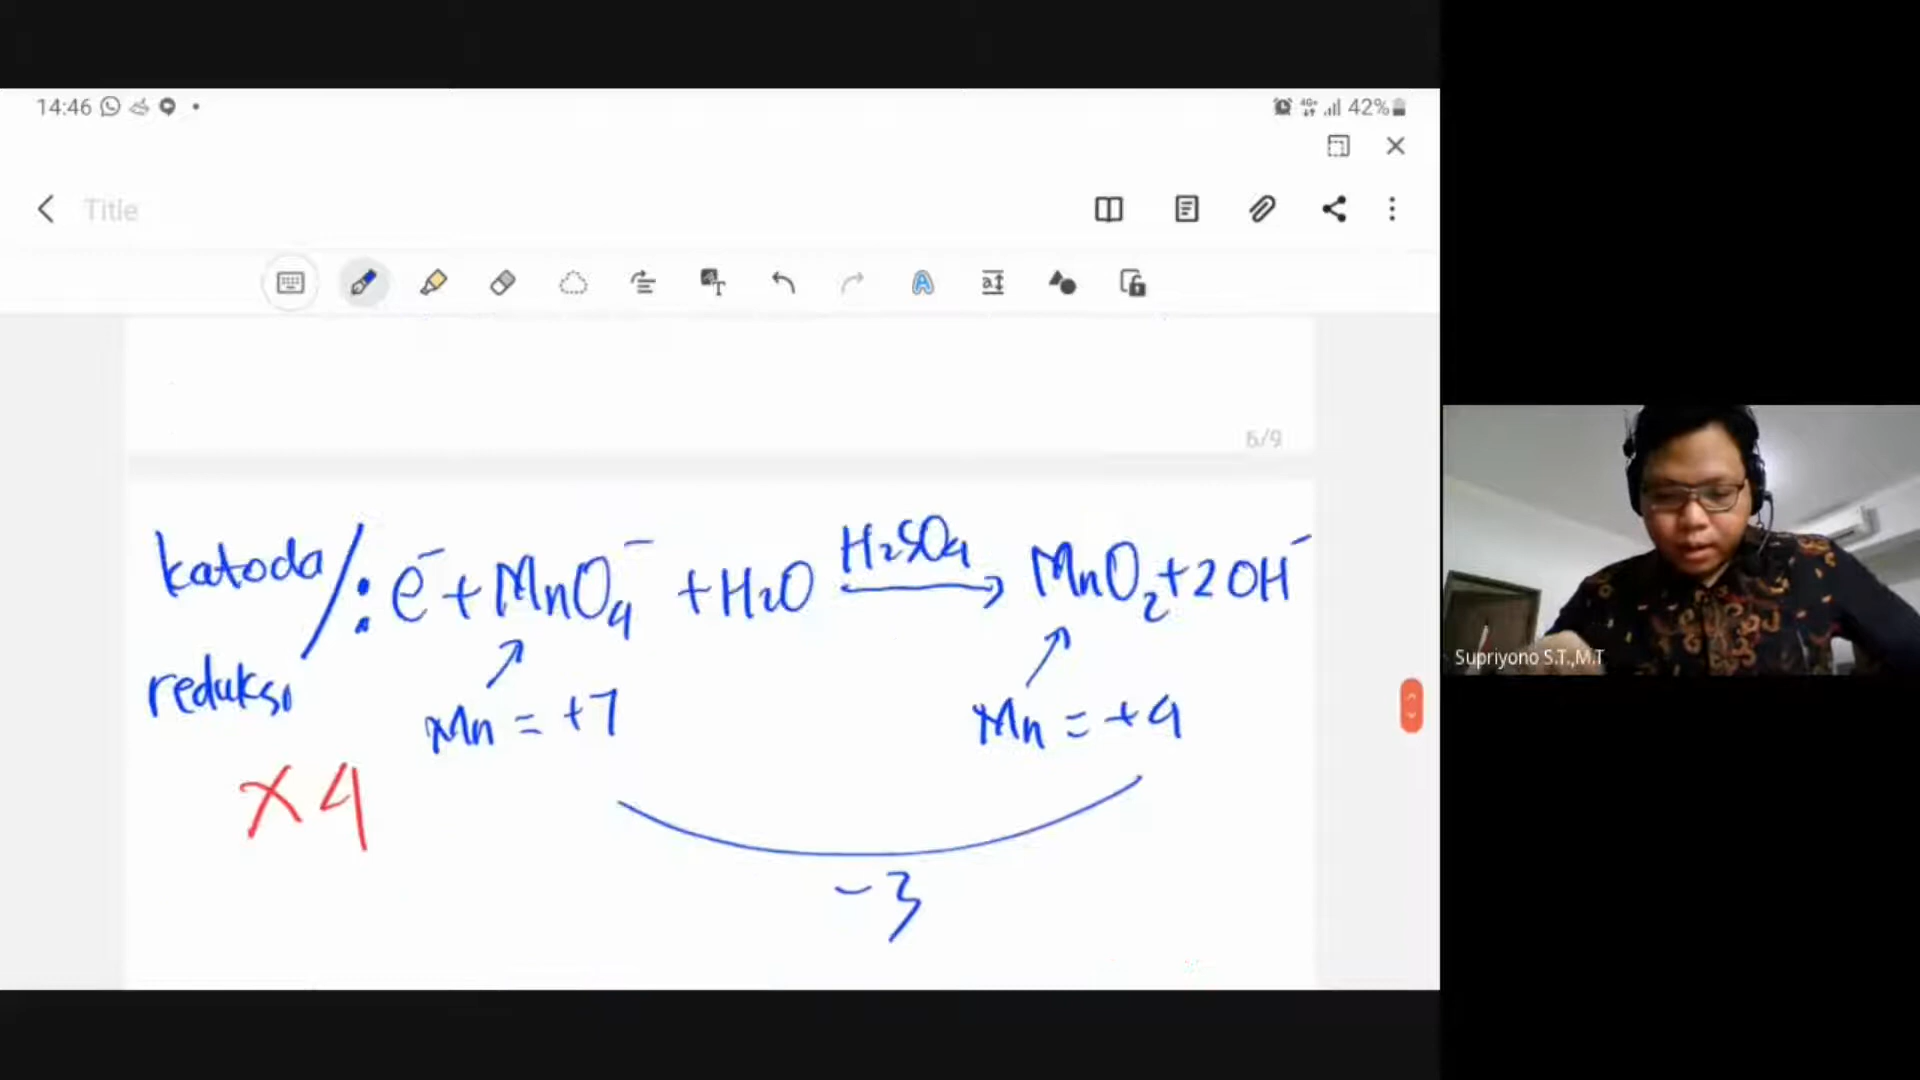 14:46
42%
Title
6/9
katoda/: e⁻ + MnO₄⁻ + H₂O → MnO₂ + 2OH⁻
H₂SO₄
reduksi
Mn = +7
Mn = +4
x4
-3
Supriyono S.T.,M.T